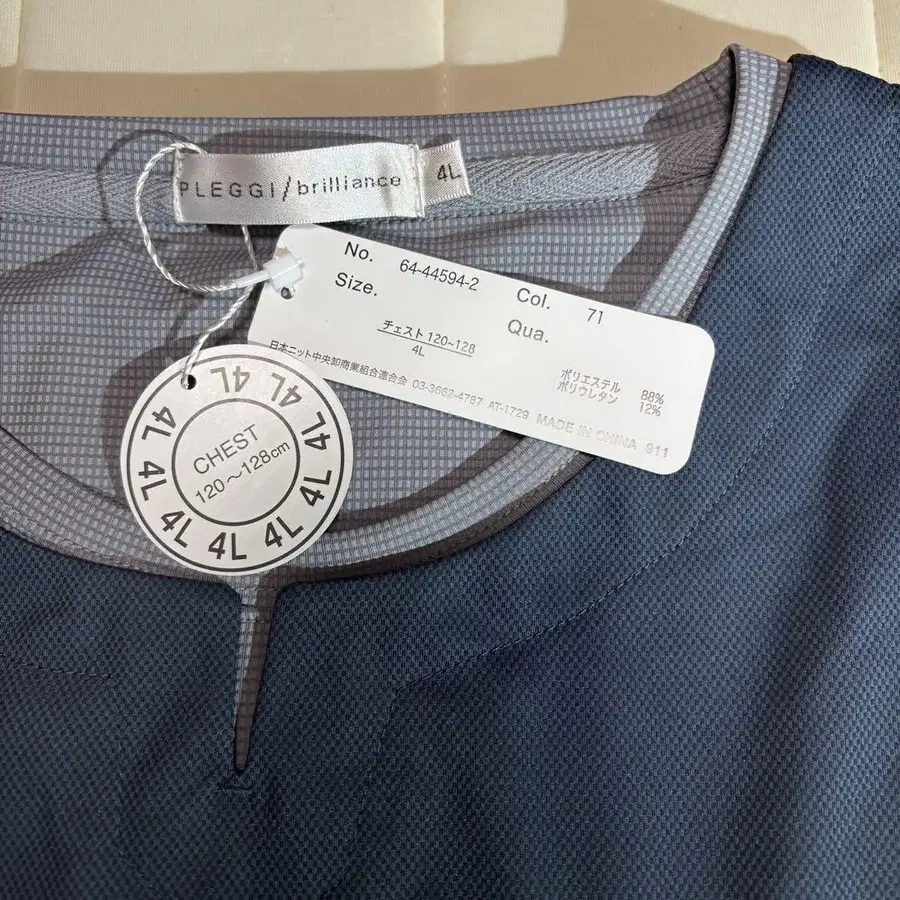 PLEGGI/brilliance
4L
No. 64-44594-2 Col. 71
Size. Qua.
チェスト 120~128
4L
ポリエステル 88%
ポリウレタン 12%
日本ニット中央卸商業組合連合会 03-3662-4787 AT-1729 MADE IN CHINA 911
4L 4L 4L 4L 4L 4L 4L 4L 4L 4L
CHEST
120〜128cm